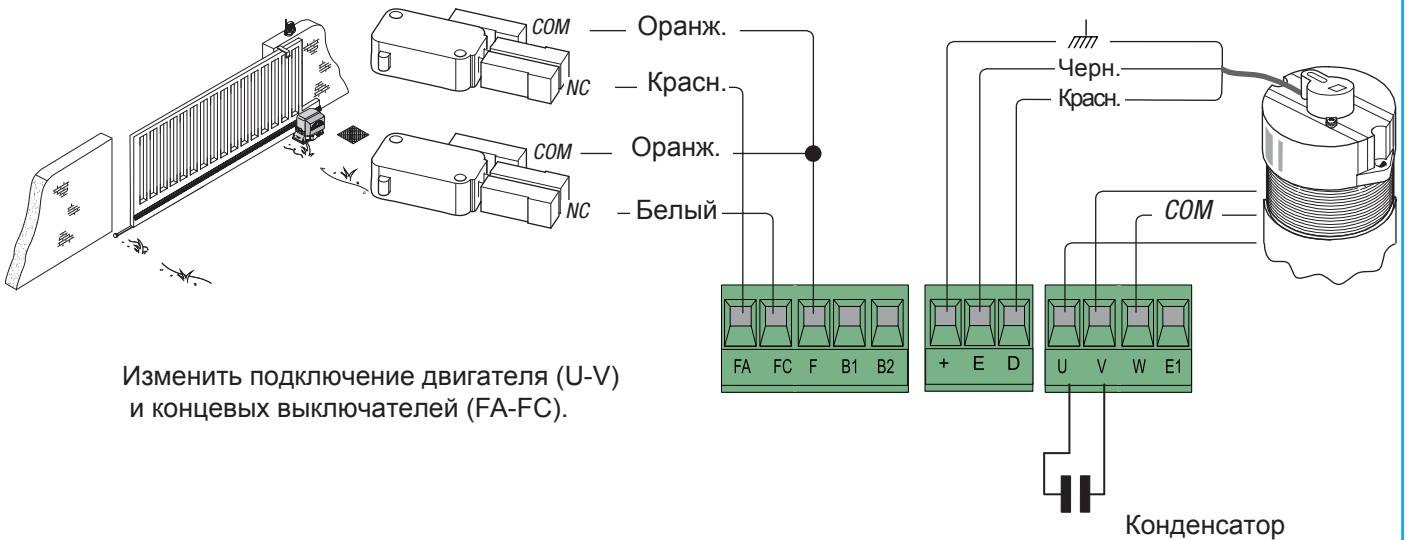 COM
Оранж.
NC
Красн.
COM
Оранж.
NC
Белый
Черн.
Красн.
COM
FA FC F B1 B2
+ E D
U V W E1
Изменить подключение двигателя (U-V)
и концевых выключателей (FA-FC).
Конденсатор